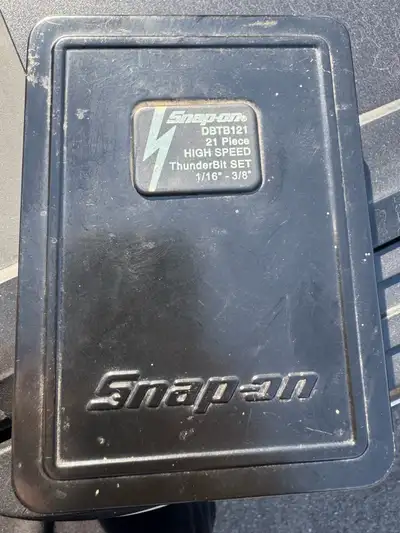 Snap-on®
DBTB121
21 Piece
HIGH SPEED
ThunderBit SET
1/16" - 3/8"
Snap-on